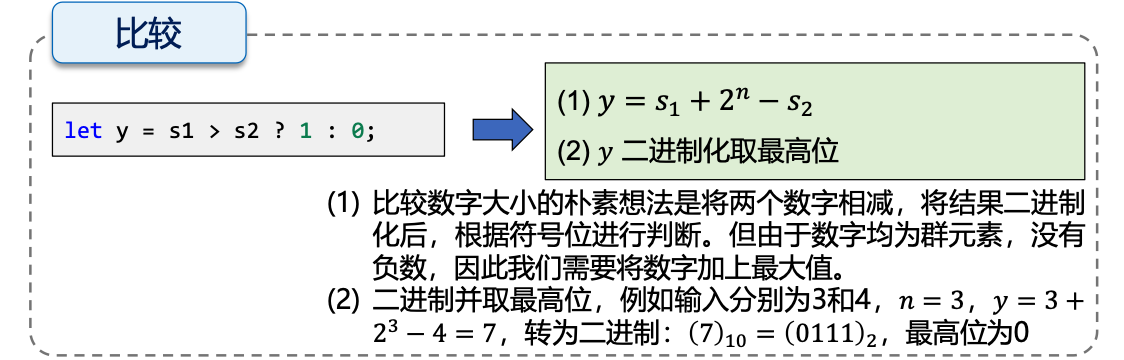 比较
let y = s1 > s2 ? 1 : 0;
(1) y = s₁ + 2ⁿ − s₂
(2) y 二进制化取最高位
(1) 比较数字大小的朴素想法是将两个数字相减，将结果二进制
化后，根据符号位进行判断。但由于数字均为群元素，没有
负数，因此我们需要将数字加上最大值。
(2) 二进制并取最高位，例如输入分别为3和4，n = 3，y = 3 +
2³ − 4 = 7，转为二进制：(7)₁₀ = (0111)₂，最高位为0